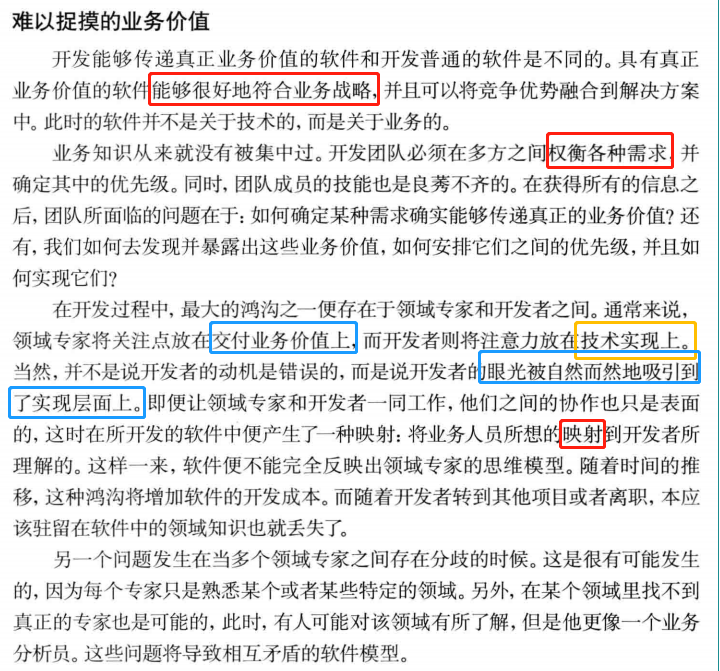 难以捉摸的业务价值
开发能够传递真正业务价值的软件和开发普通的软件是不同的。具有真正
业务价值的软件能够很好地符合业务战略,并且可以将竞争优势融合到解决方案
中。此时的软件并不是关于技术的,而是关于业务的。
业务知识从来就没有被集中过。开发团队必须在多方之间权衡各种需求,并
确定其中的优先级。同时,团队成员的技能也是良莠不齐的。在获得所有的信息之
后,团队所面临的问题在于:如何确定某种需求确实能够传递真正的业务价值?还
有,我们如何去发现并暴露出这些业务价值,如何安排它们之间的优先级,并且如
何实现它们?
在开发过程中,最大的鸿沟之一便存在于领域专家和开发者之间。通常来说,
领域专家将关注点放在交付业务价值上,而开发者则将注意力放在技术实现上。
当然,并不是说开发者的动机是错误的,而是说开发者的眼光被自然而然地吸引到
了实现层面上。即便让领域专家和开发者一同工作,他们之间的协作也只是表面
的,这时在所开发的软件中便产生了一种映射:将业务人员所想的映射到开发者所
理解的。这样一来,软件便不能完全反映出领域专家的思维模型。随着时间的推
移,这种鸿沟将增加软件的开发成本。而随着开发者转到其他项目或者离职,本应
该驻留在软件中的领域知识也就丢失了。
另一个问题发生在当多个领域专家之间存在分歧的时候。这是很有可能发生
的,因为每个专家只是熟悉某个或者某些特定的领域。另外,在某个领域里找不到
真正的专家也是可能的,此时,有人可能对该领域有所了解,但是他更像一个业务
分析员。这些问题将导致相互矛盾的软件模型。